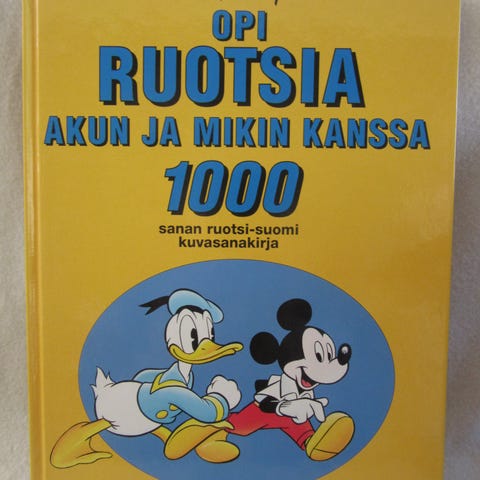 OPI
RUOTSIA
AKUN JA MIKIN KANSSA
1000
sanan ruotsi-suomi
kuvasanakirja